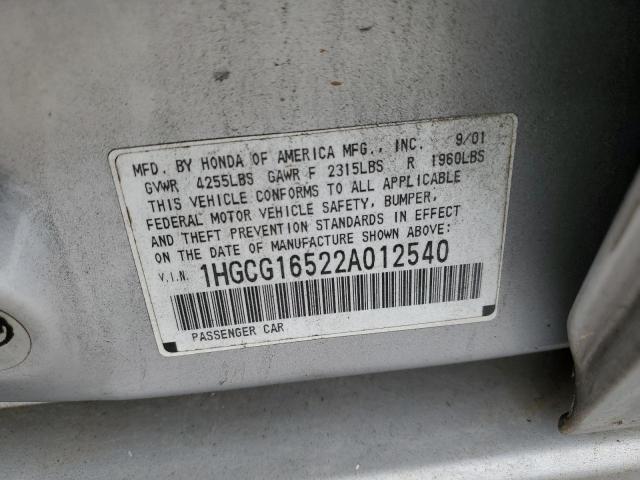 MFD. BY HONDA OF AMERICA MFG., INC. 9/01
GVWR 4255LBS GAWR F 2315LBS R 1960LBS
THIS VEHICLE CONFORMS TO ALL APPLICABLE
FEDERAL MOTOR VEHICLE SAFETY, BUMPER,
AND THEFT PREVENTION STANDARDS IN EFFECT
ON THE DATE OF MANUFACTURE SHOWN ABOVE:
V.I.N. 1HGCG16522A012540
PASSENGER CAR